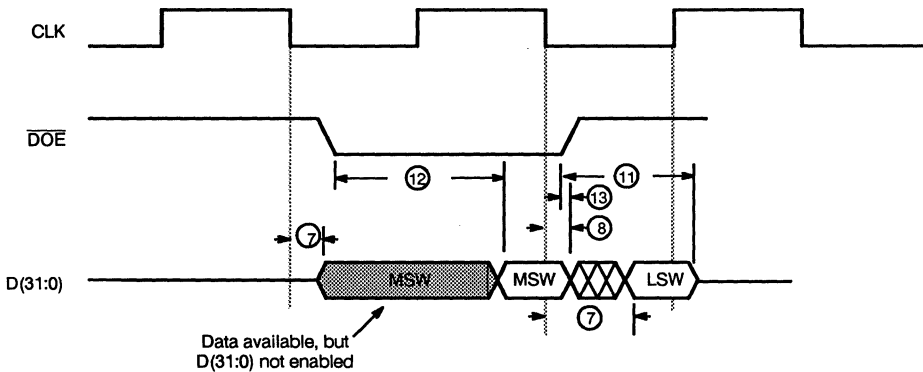 CLK
DOE
12
11
13
8
7
D(31:0)
MSW
MSW
LSW
7
Data available, but
D(31:0) not enabled